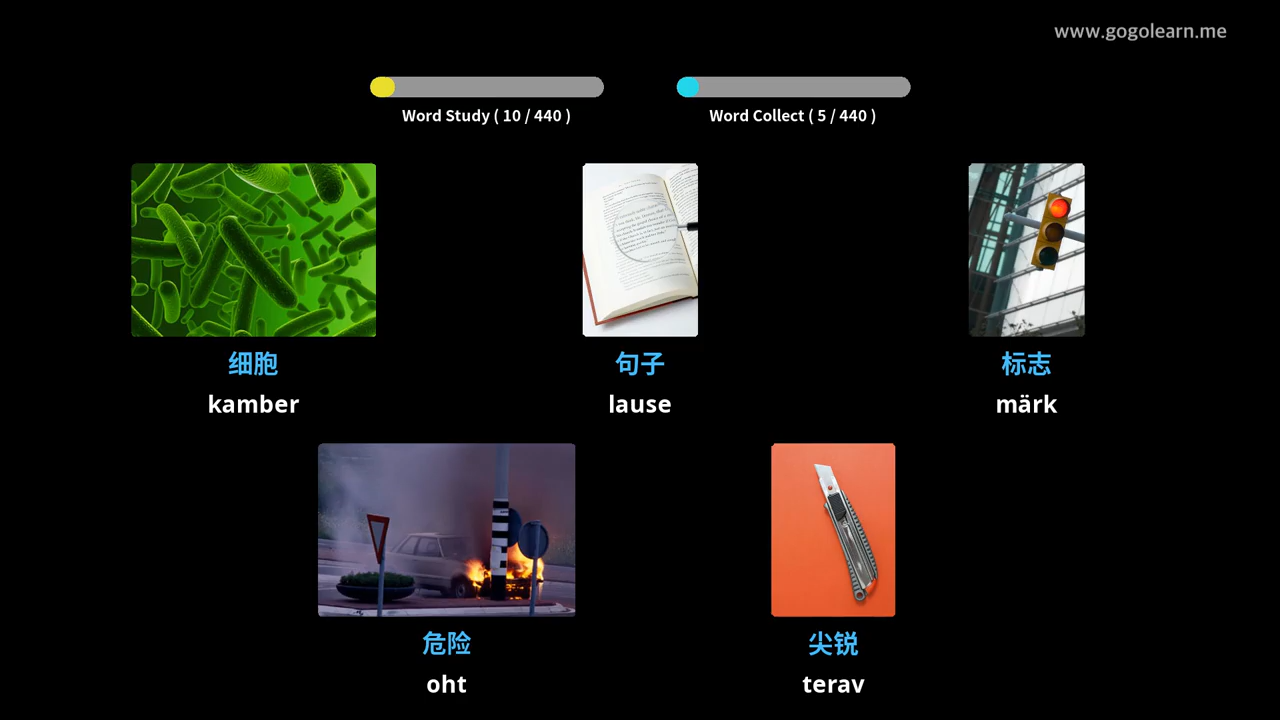 www.gogolearn.me
Word Study ( 10 / 440 )
Word Collect ( 5 / 440 )
细胞
kamber
句子
lause
标志
märk
危险
oht
尖锐
terav